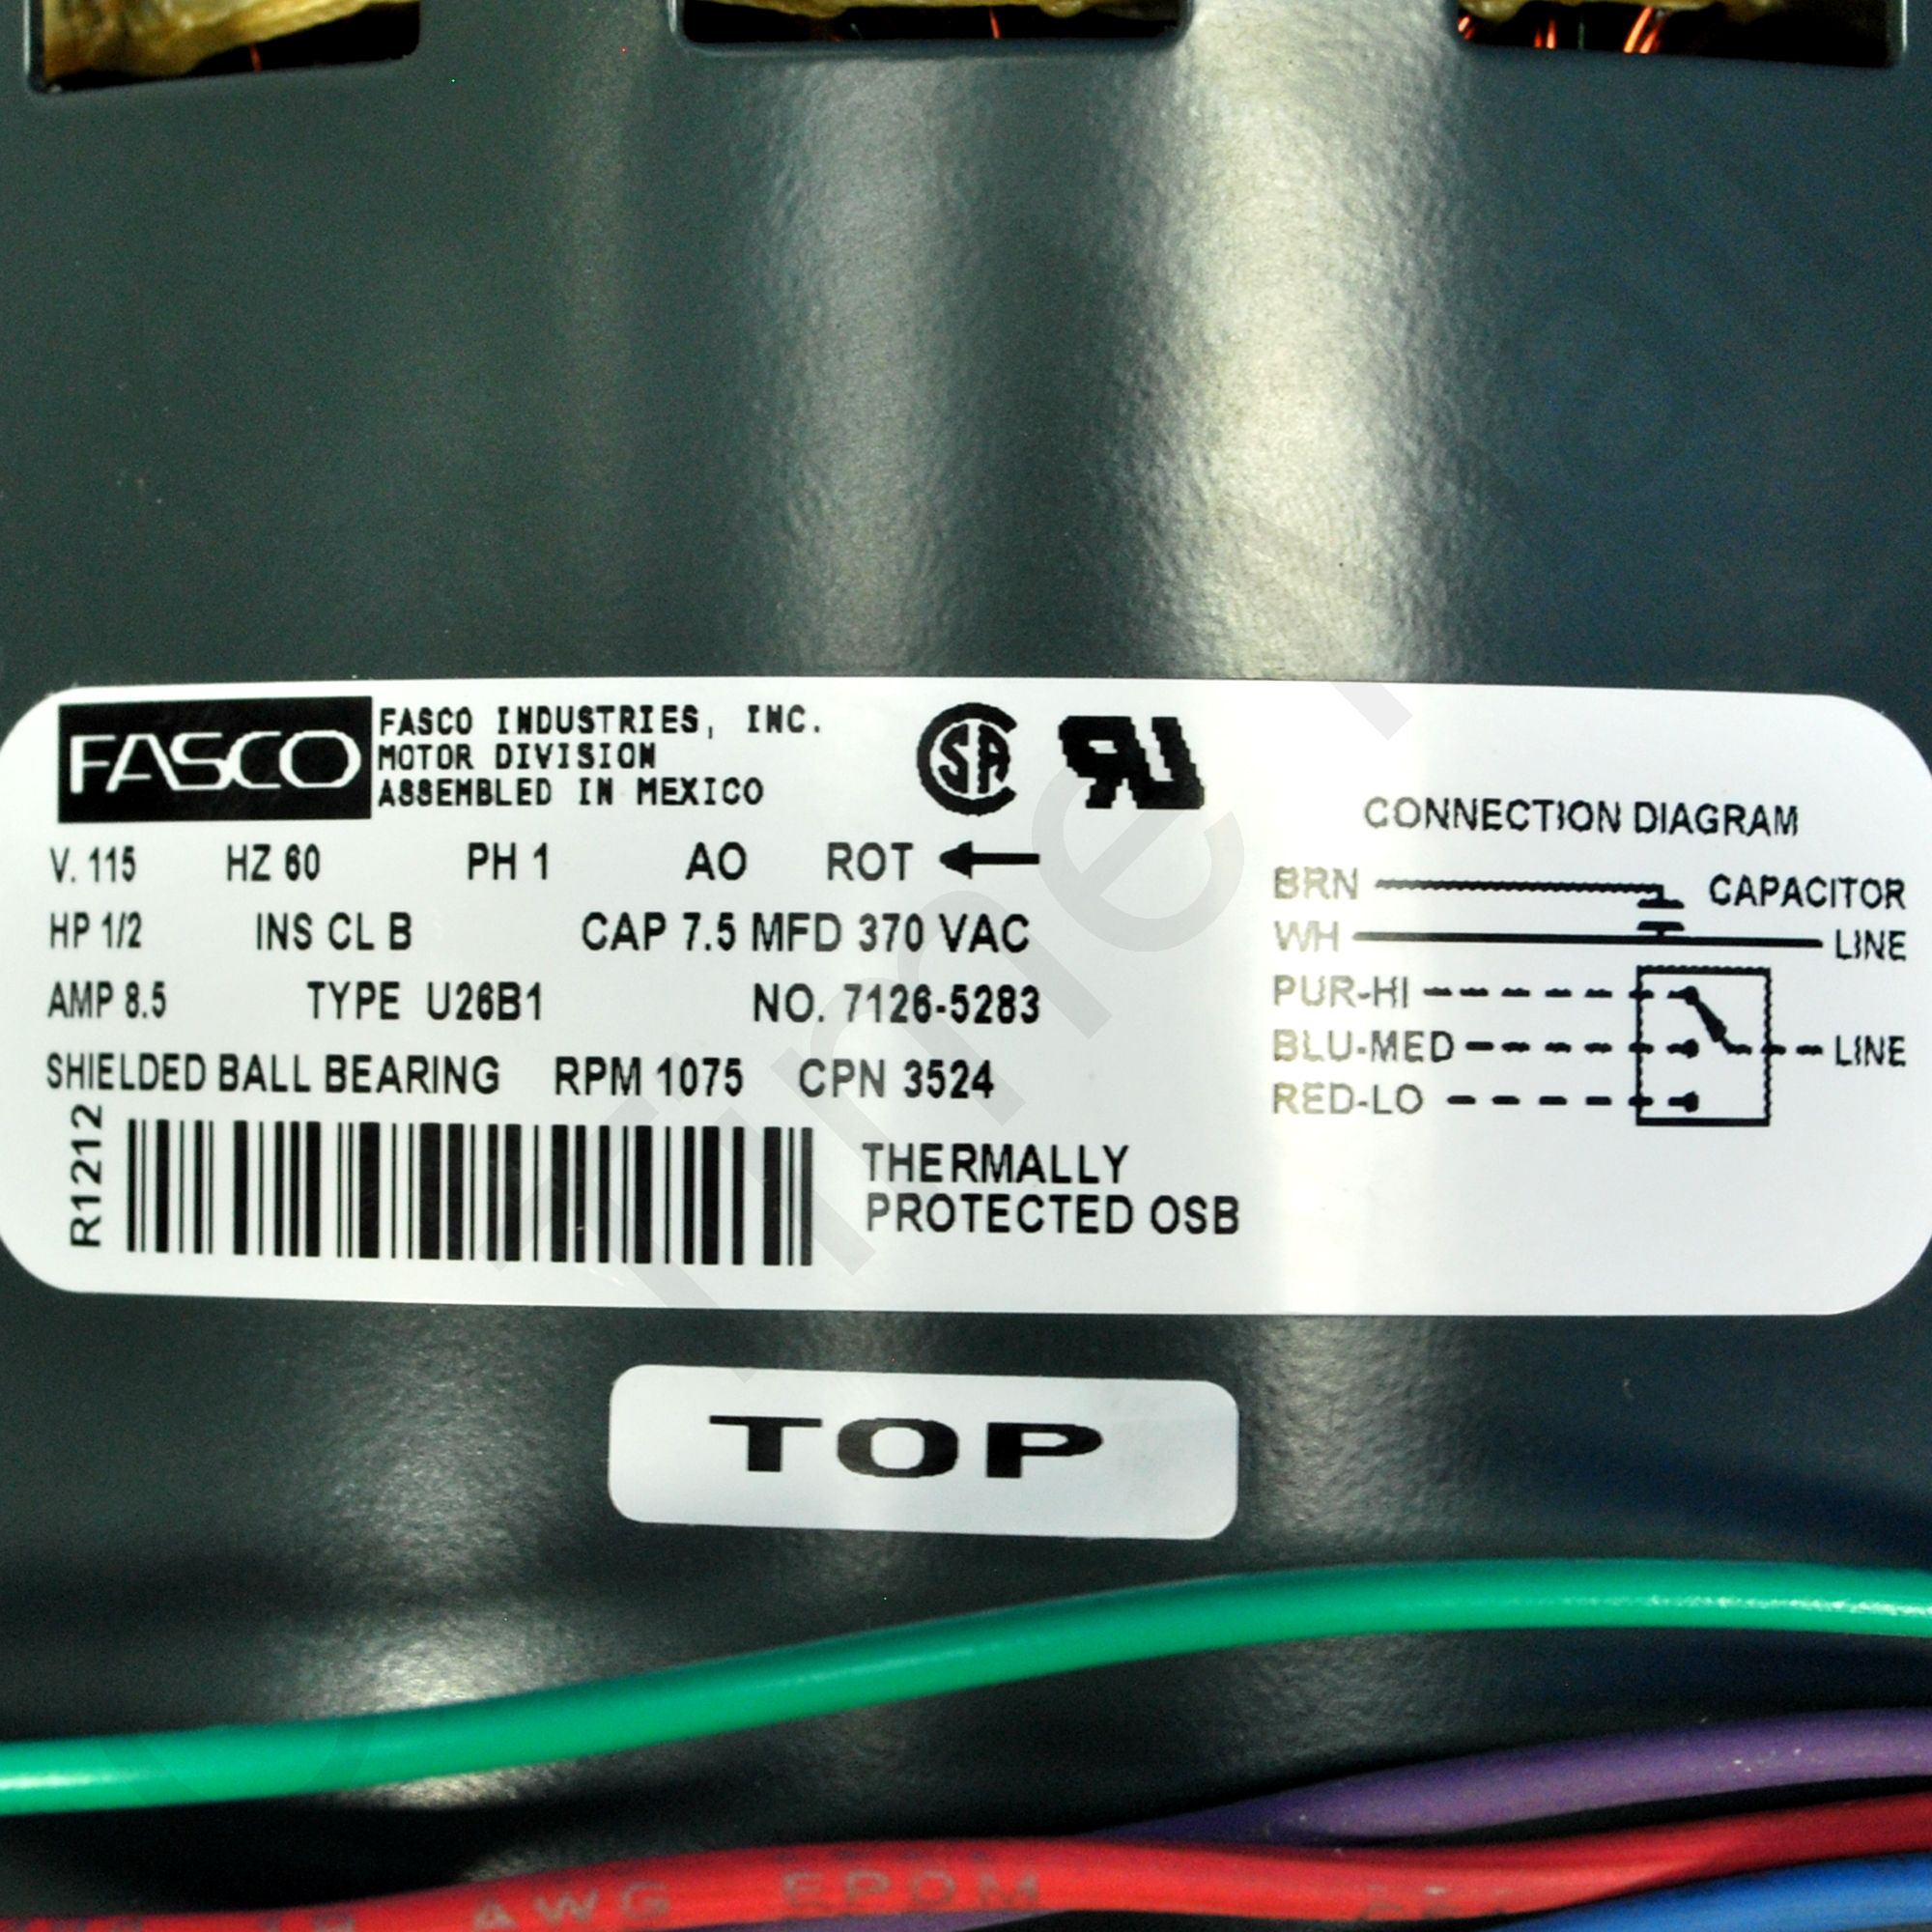 FASCO
FASCO INDUSTRIES, INC.
MOTOR DIVISION
ASSEMBLED IN MEXICO
SA
V. 115 HZ 60 PH 1 AO ROT
HP 1/2 INS CL B CAP 7.5 MFD 370 VAC
AMP 8.5 TYPE U26B1 NO. 7126-5283
SHIELDED BALL BEARING RPM 1075 CPN 3524
R1212
THERMALLY
PROTECTED OSB
CONNECTION DIAGRAM
BRN CAPACITOR
WH LINE
PUR-HI
BLU-MED LINE
RED-LO
TOP
AWG EPDM
Time